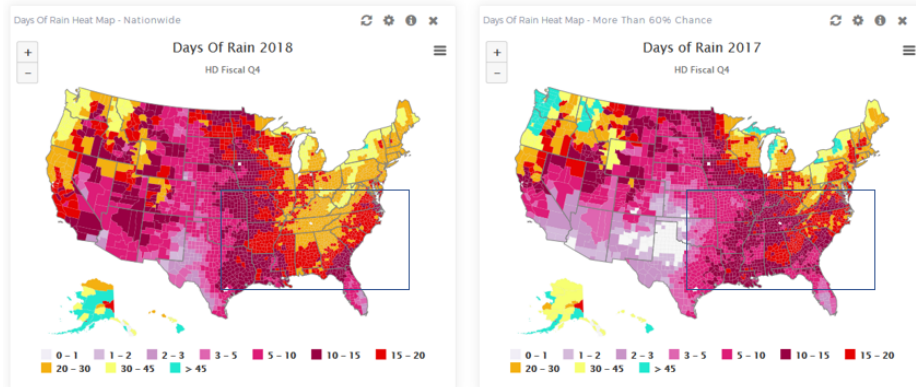 Days Of Rain Heat Map - Nationwide
+
−
Days Of Rain 2018
HD Fiscal Q4
0 - 1
1 - 2
2 - 3
3 - 5
5 - 10
10 - 15
15 - 20
20 - 30
30 - 45
> 45
Days Of Rain Heat Map - More Than 60% Chance
+
−
Days of Rain 2017
HD Fiscal Q4
0 - 1
1 - 2
2 - 3
3 - 5
5 - 10
10 - 15
15 - 20
20 - 30
30 - 45
> 45